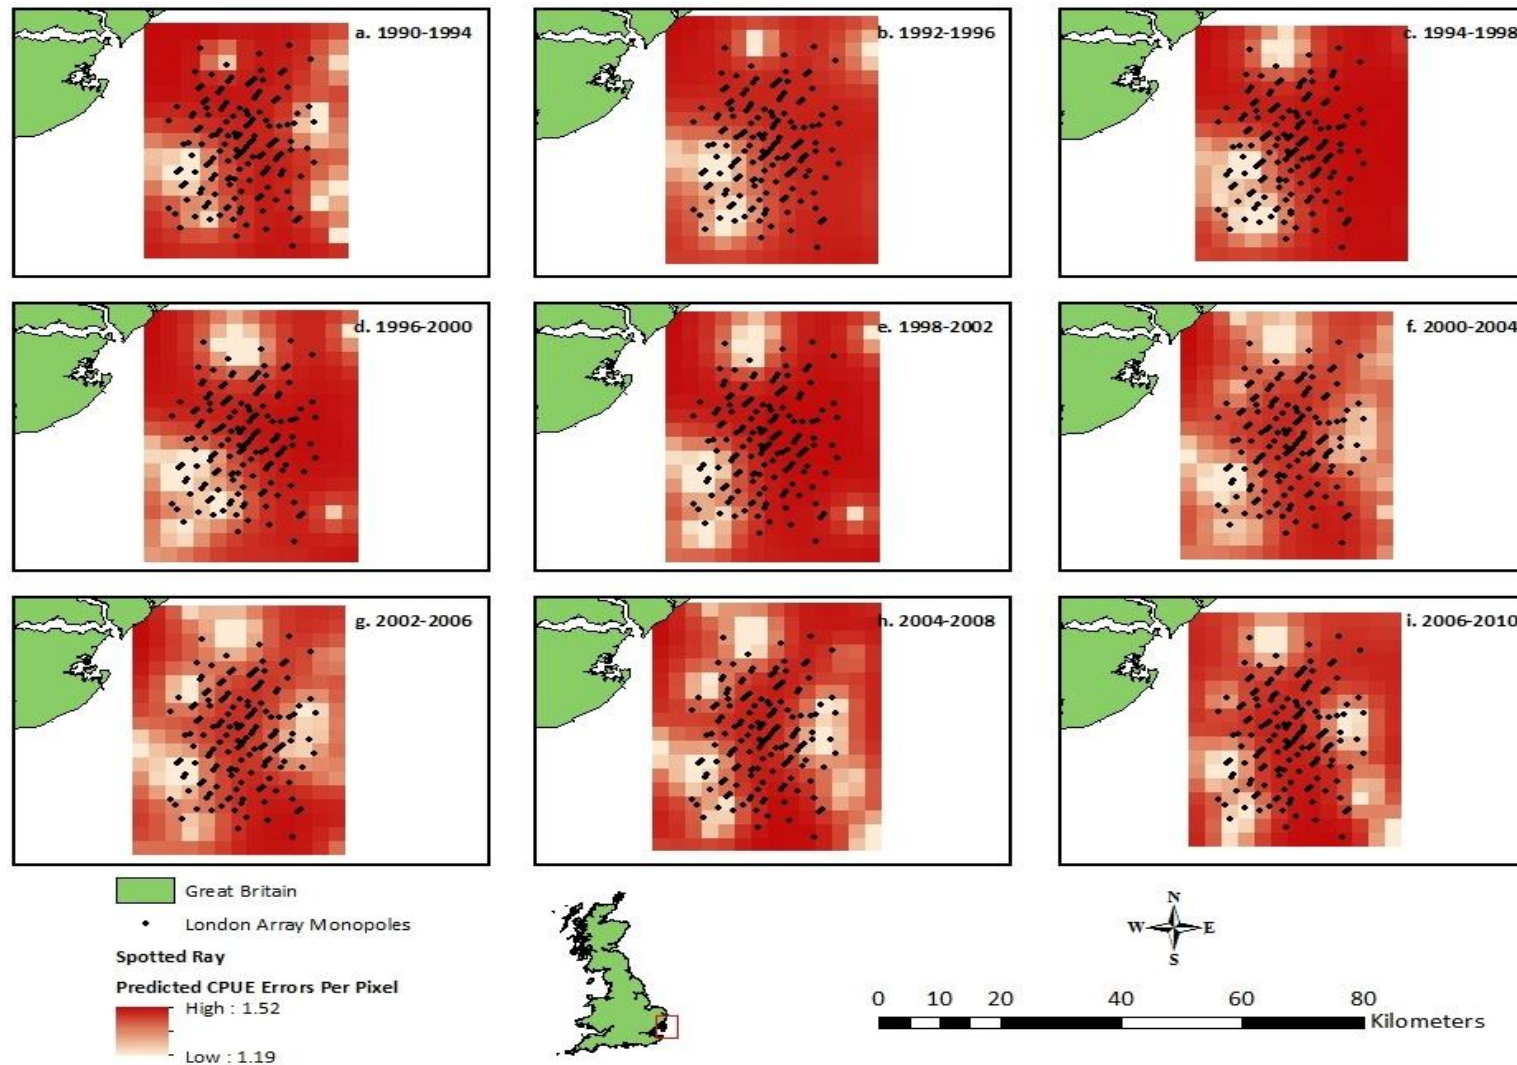 a. 1990-1994
b. 1992-1996
c. 1994-1998
d. 1996-2000
e. 1998-2002
f. 2000-2004
g. 2002-2006
h. 2004-2008
i. 2006-2010
Great Britain
London Array Monopoles
Spotted Ray
Predicted CPUE Errors Per Pixel
High : 1.52
Low : 1.19
N
W E
S
0 10 20 40 60 80
Kilometers